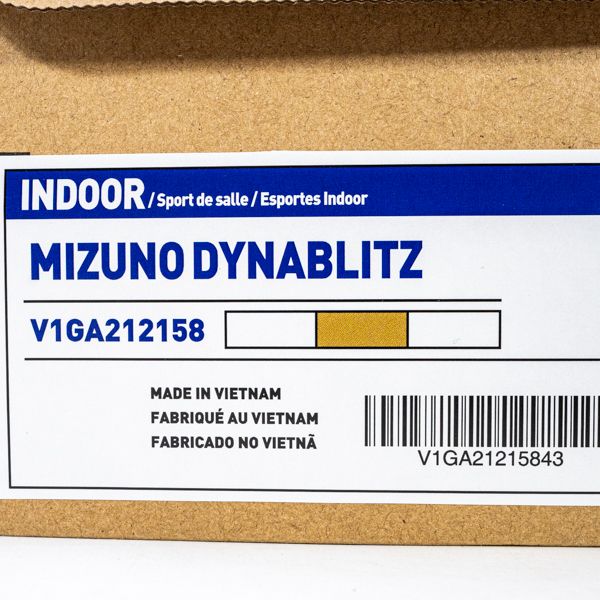 INDOOR / Sport de salle / Esportes Indoor
MIZUNO DYNABLITZ
V1GA212158
MADE IN VIETNAM
FABRIQUÉ AU VIETNAM
FABRICADO NO VIETNÃ
V1GA21215843